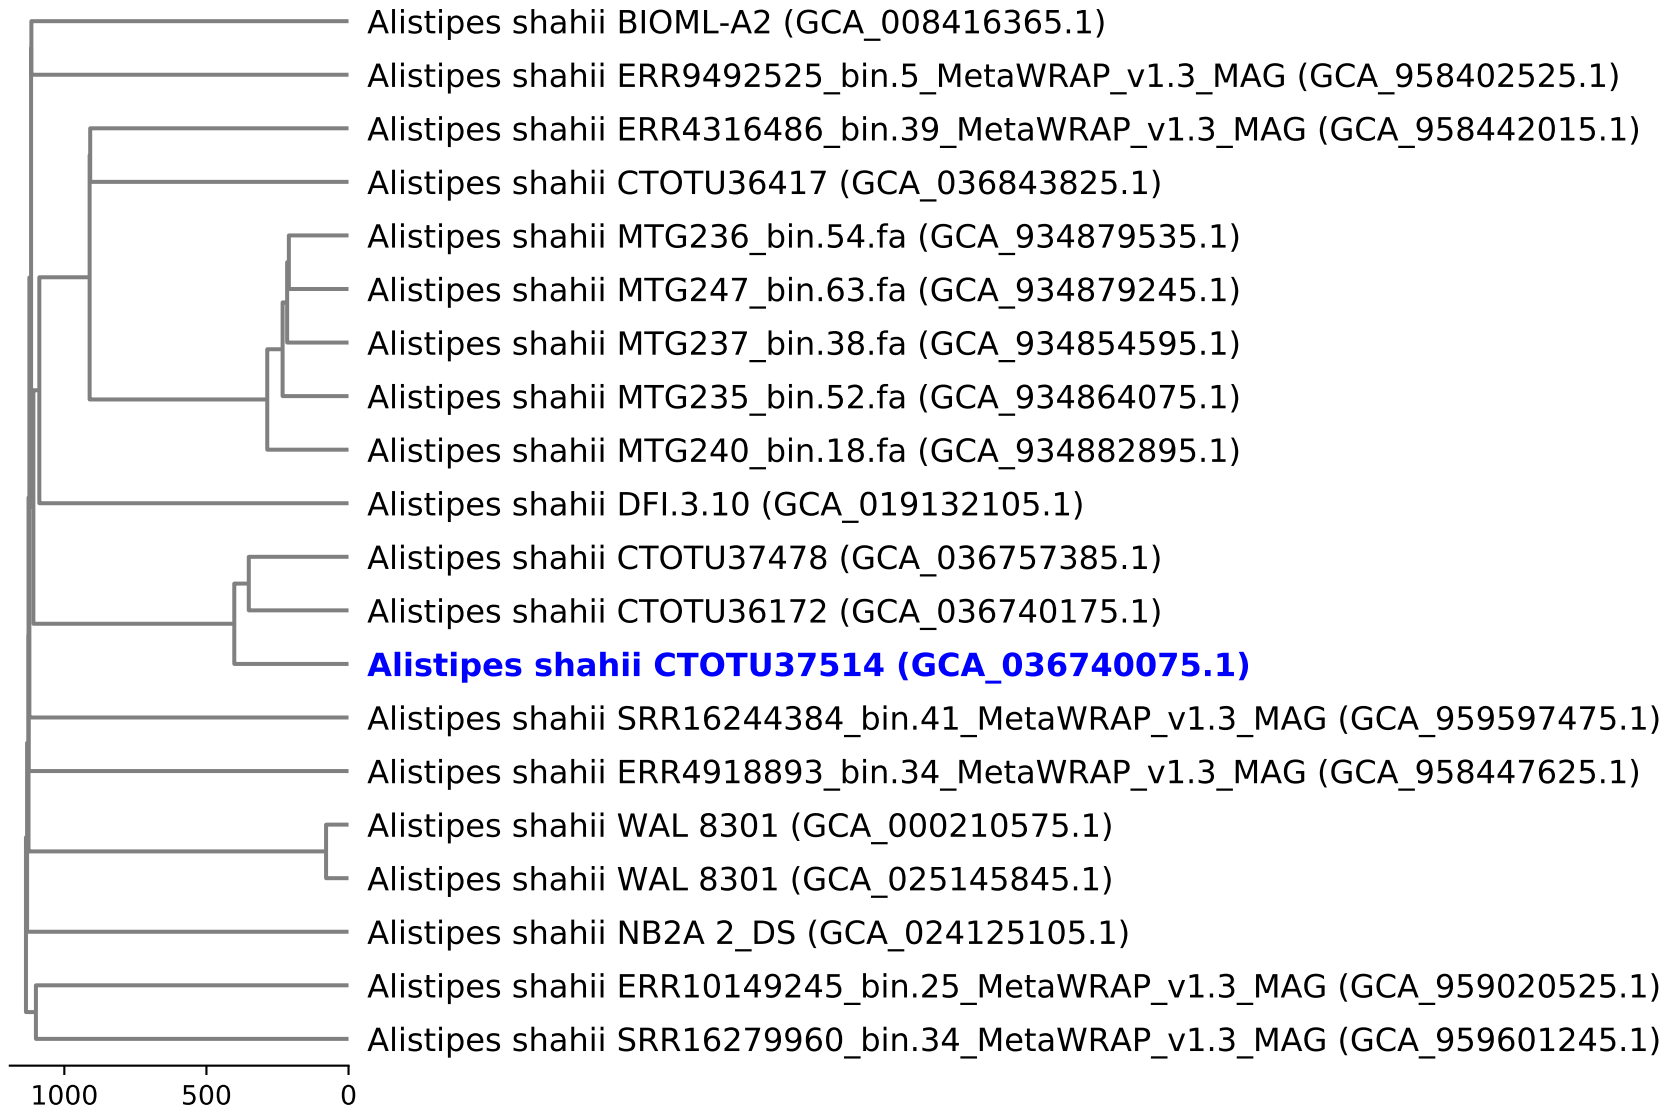 Alistipes shahii BIOML-A2 (GCA_008416365.1)
Alistipes shahii ERR9492525_bin.5_MetaWRAP_v1.3_MAG (GCA_958402525.1)
Alistipes shahii ERR4316486_bin.39_MetaWRAP_v1.3_MAG (GCA_958442015.1)
Alistipes shahii CTOTU36417 (GCA_036843825.1)
Alistipes shahii MTG236_bin.54.fa (GCA_934879535.1)
Alistipes shahii MTG247_bin.63.fa (GCA_934879245.1)
Alistipes shahii MTG237_bin.38.fa (GCA_934854595.1)
Alistipes shahii MTG235_bin.52.fa (GCA_934864075.1)
Alistipes shahii MTG240_bin.18.fa (GCA_934882895.1)
Alistipes shahii DFI.3.10 (GCA_019132105.1)
Alistipes shahii CTOTU37478 (GCA_036757385.1)
Alistipes shahii CTOTU36172 (GCA_036740175.1)
Alistipes shahii CTOTU37514 (GCA_036740075.1)
Alistipes shahii SRR16244384_bin.41_MetaWRAP_v1.3_MAG (GCA_959597475.1)
Alistipes shahii ERR4918893_bin.34_MetaWRAP_v1.3_MAG (GCA_958447625.1)
Alistipes shahii WAL 8301 (GCA_000210575.1)
Alistipes shahii WAL 8301 (GCA_025145845.1)
Alistipes shahii NB2A 2_DS (GCA_024125105.1)
Alistipes shahii ERR10149245_bin.25_MetaWRAP_v1.3_MAG (GCA_959020525.1)
Alistipes shahii SRR16279960_bin.34_MetaWRAP_v1.3_MAG (GCA_959601245.1)
1000 500 0